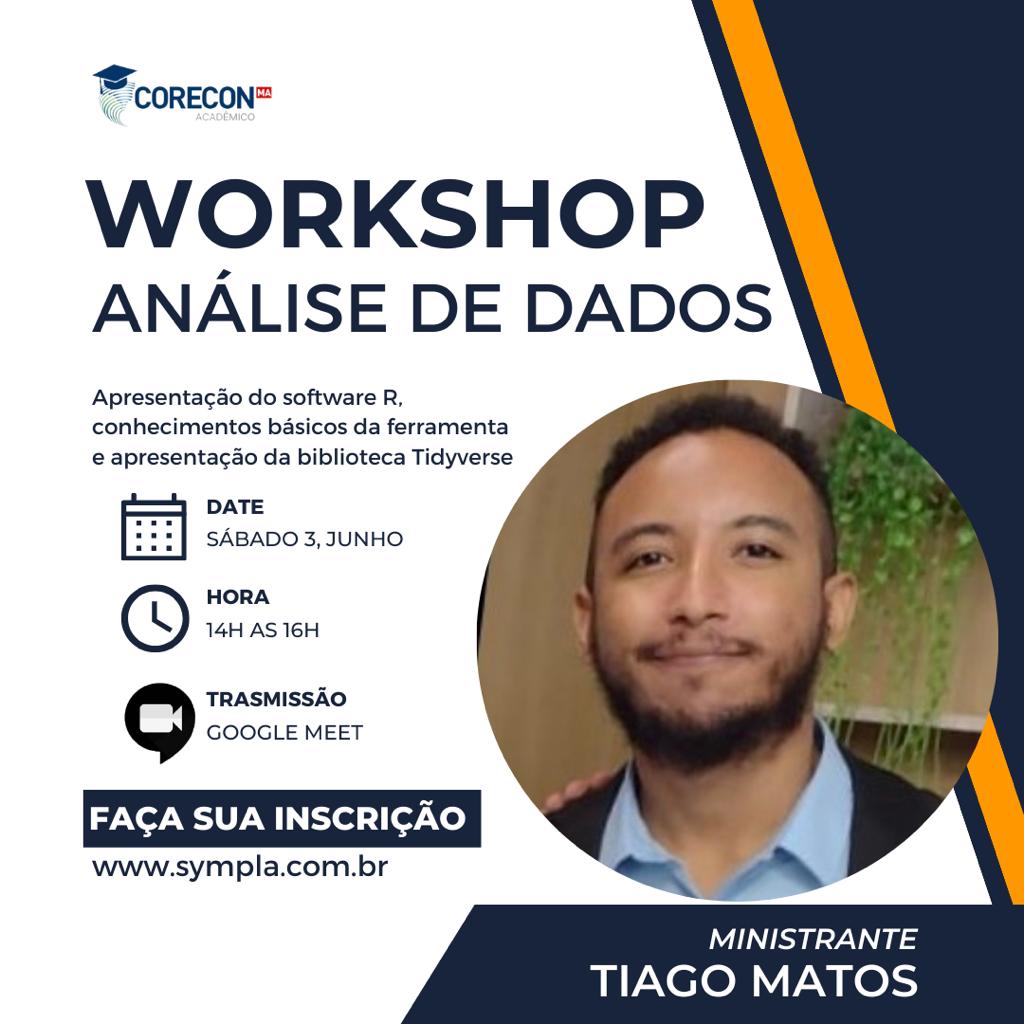 CORECON MA
ACADÊMICO
WORKSHOP
ANÁLISE DE DADOS
Apresentação do software R,
conhecimentos básicos da ferramenta
e apresentação da biblioteca Tidyverse
DATE
SÁBADO 3, JUNHO
HORA
14H AS 16H
TRASMISSÃO
GOOGLE MEET
FAÇA SUA INSCRIÇÃO
www.sympla.com.br
MINISTRANTE
TIAGO MATOS